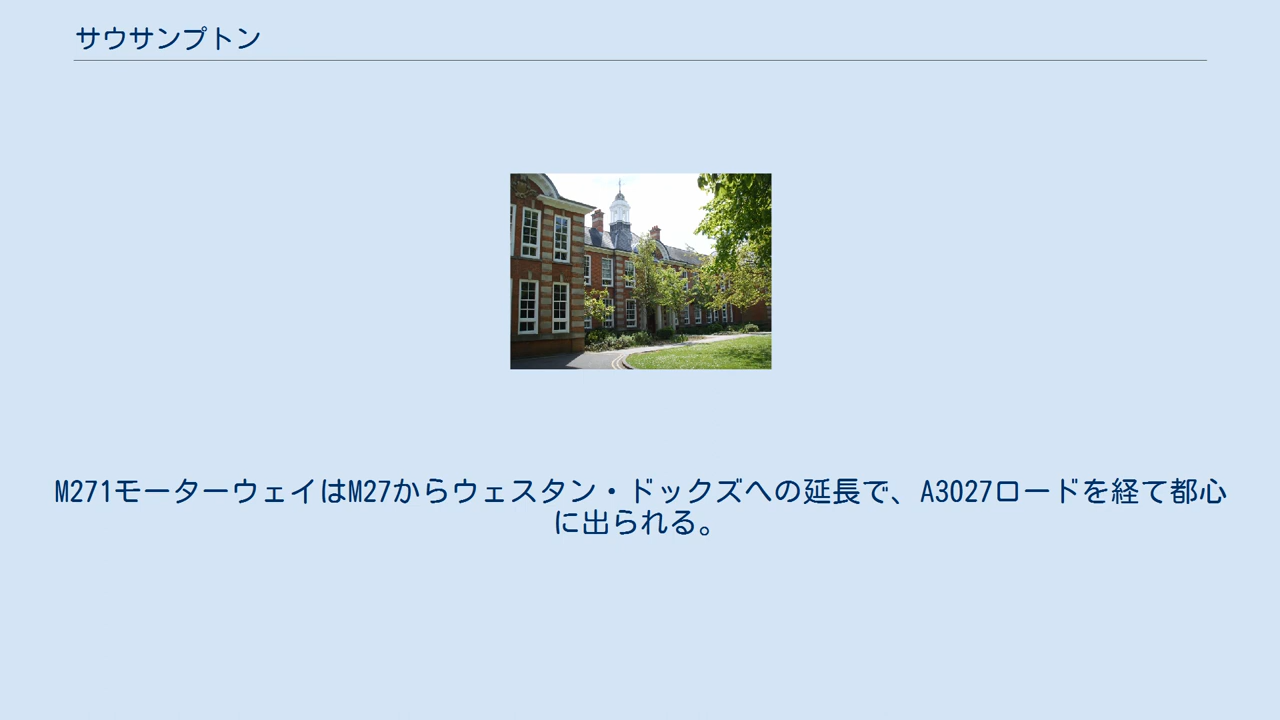 サウサンプトン
M271モーターウェイはM27からウェスタン・ドックズへの延長で、A3027ロードを経て都心
に出られる。